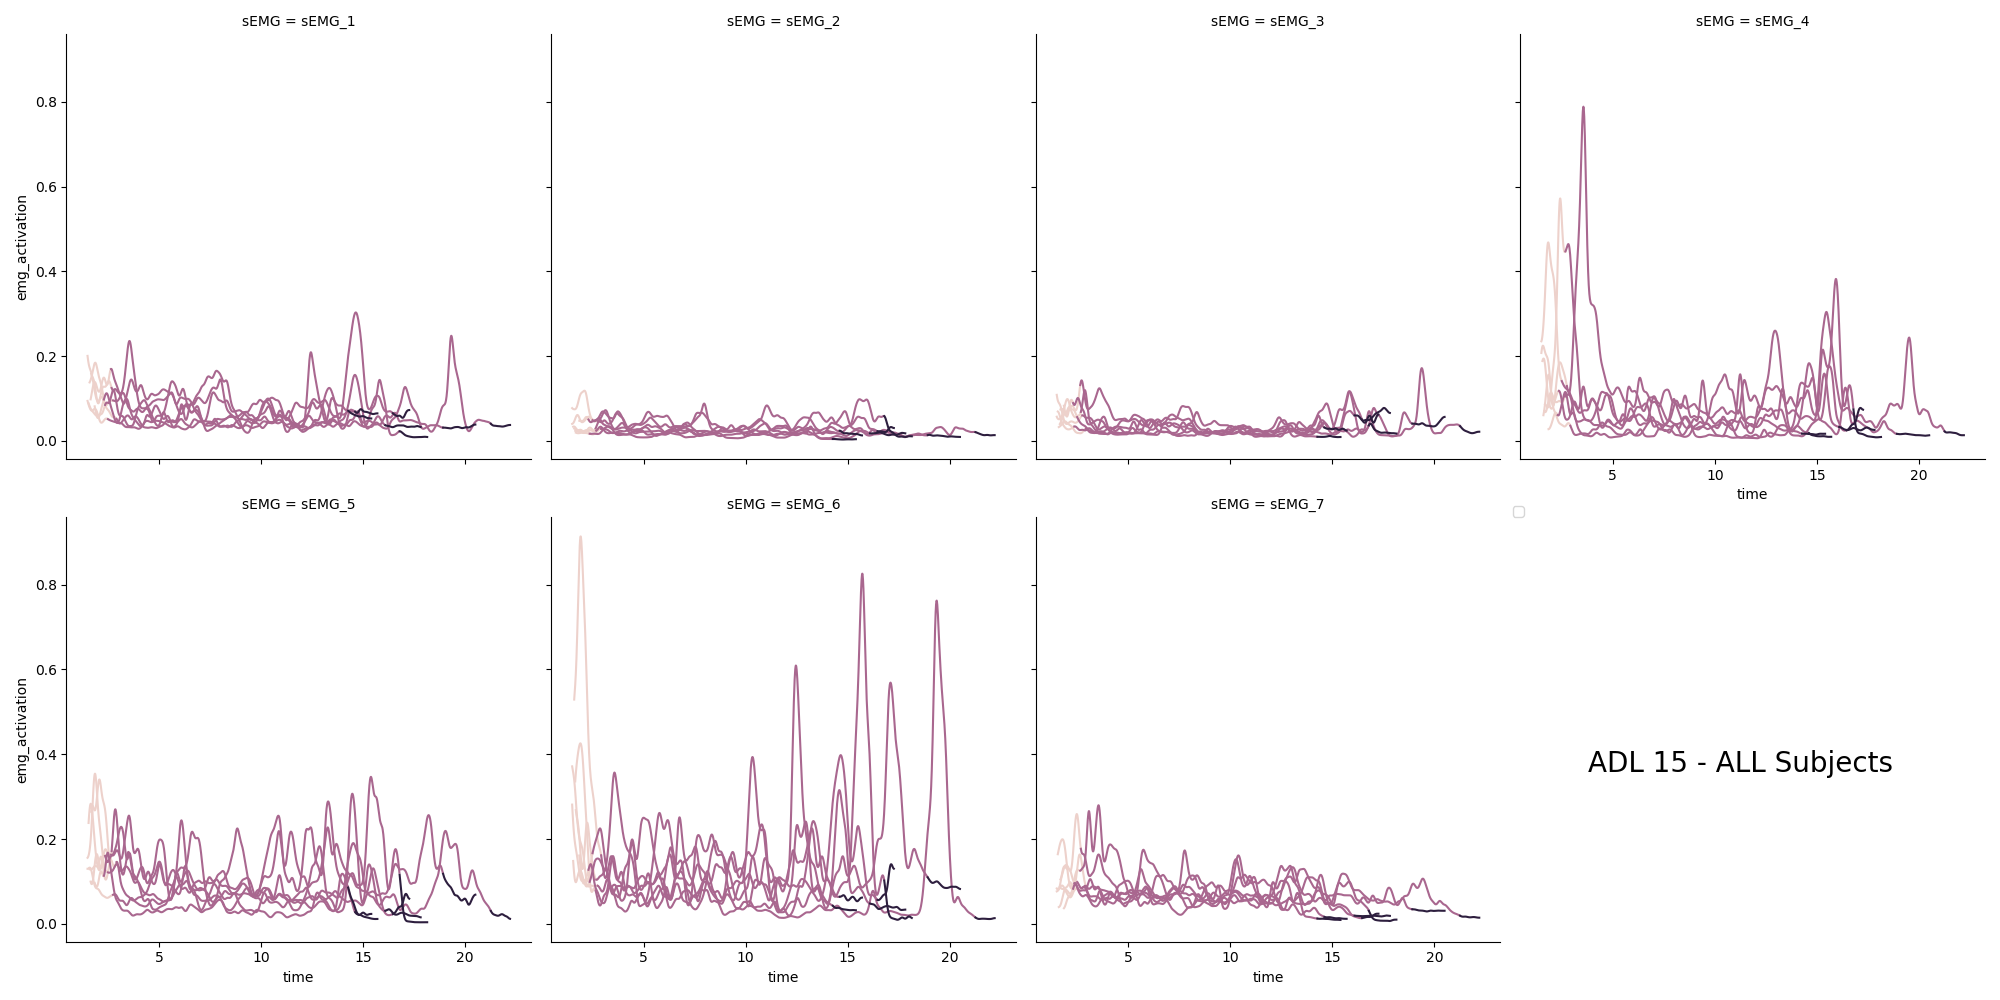 sEMG = sEMG_1
sEMG = sEMG_2
sEMG = sEMG_3
sEMG = sEMG_4
emg_activation
0.8
0.6
0.4
0.2
0.0
5
10
15
20
time
sEMG = sEMG_5
sEMG = sEMG_6
sEMG = sEMG_7
emg_activation
0.8
0.6
0.4
0.2
0.0
5
10
15
20
time
5
10
15
20
time
5
10
15
20
time
ADL 15 - ALL Subjects